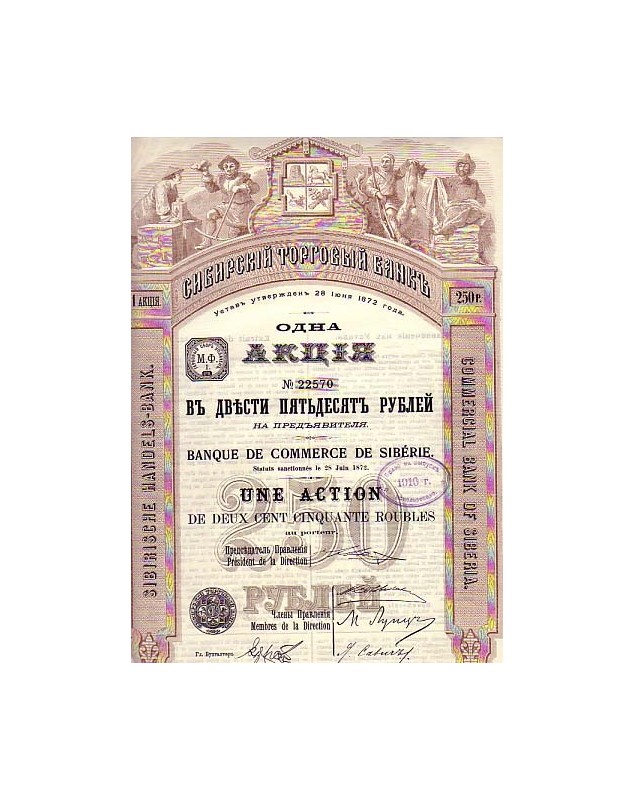 СИБИРСКІЙ ТОРГОВЫЙ БАНКЪ
1 АКЦІЯ.
250 Р.
Уставъ утвержденъ 28 Іюня 1872 года.
ОДНА
АКЦІЯ
М.Ф.
1.
№ 22570
ВЪ ДВѢСТИ ПЯТЬДЕСЯТЪ РУБЛЕЙ
НА ПРЕДЪЯВИТЕЛЯ.
BANQUE DE COMMERCE DE SIBÉRIE.
Statuts sanctionnés le 28 Juin 1872.
1910 г.
UNE ACTION
250
DE DEUX CENT CINQUANTE ROUBLES
au porteur
Предсѣдатель Правленія
Président de la Direction
РУБЛЕЙ
Члены Правленія
Membres de la Direction
Гл. Бухгалтеръ
SIBIRISCHE HANDELS-BANK.
COMMERCIAL BANK OF SIBERIA.